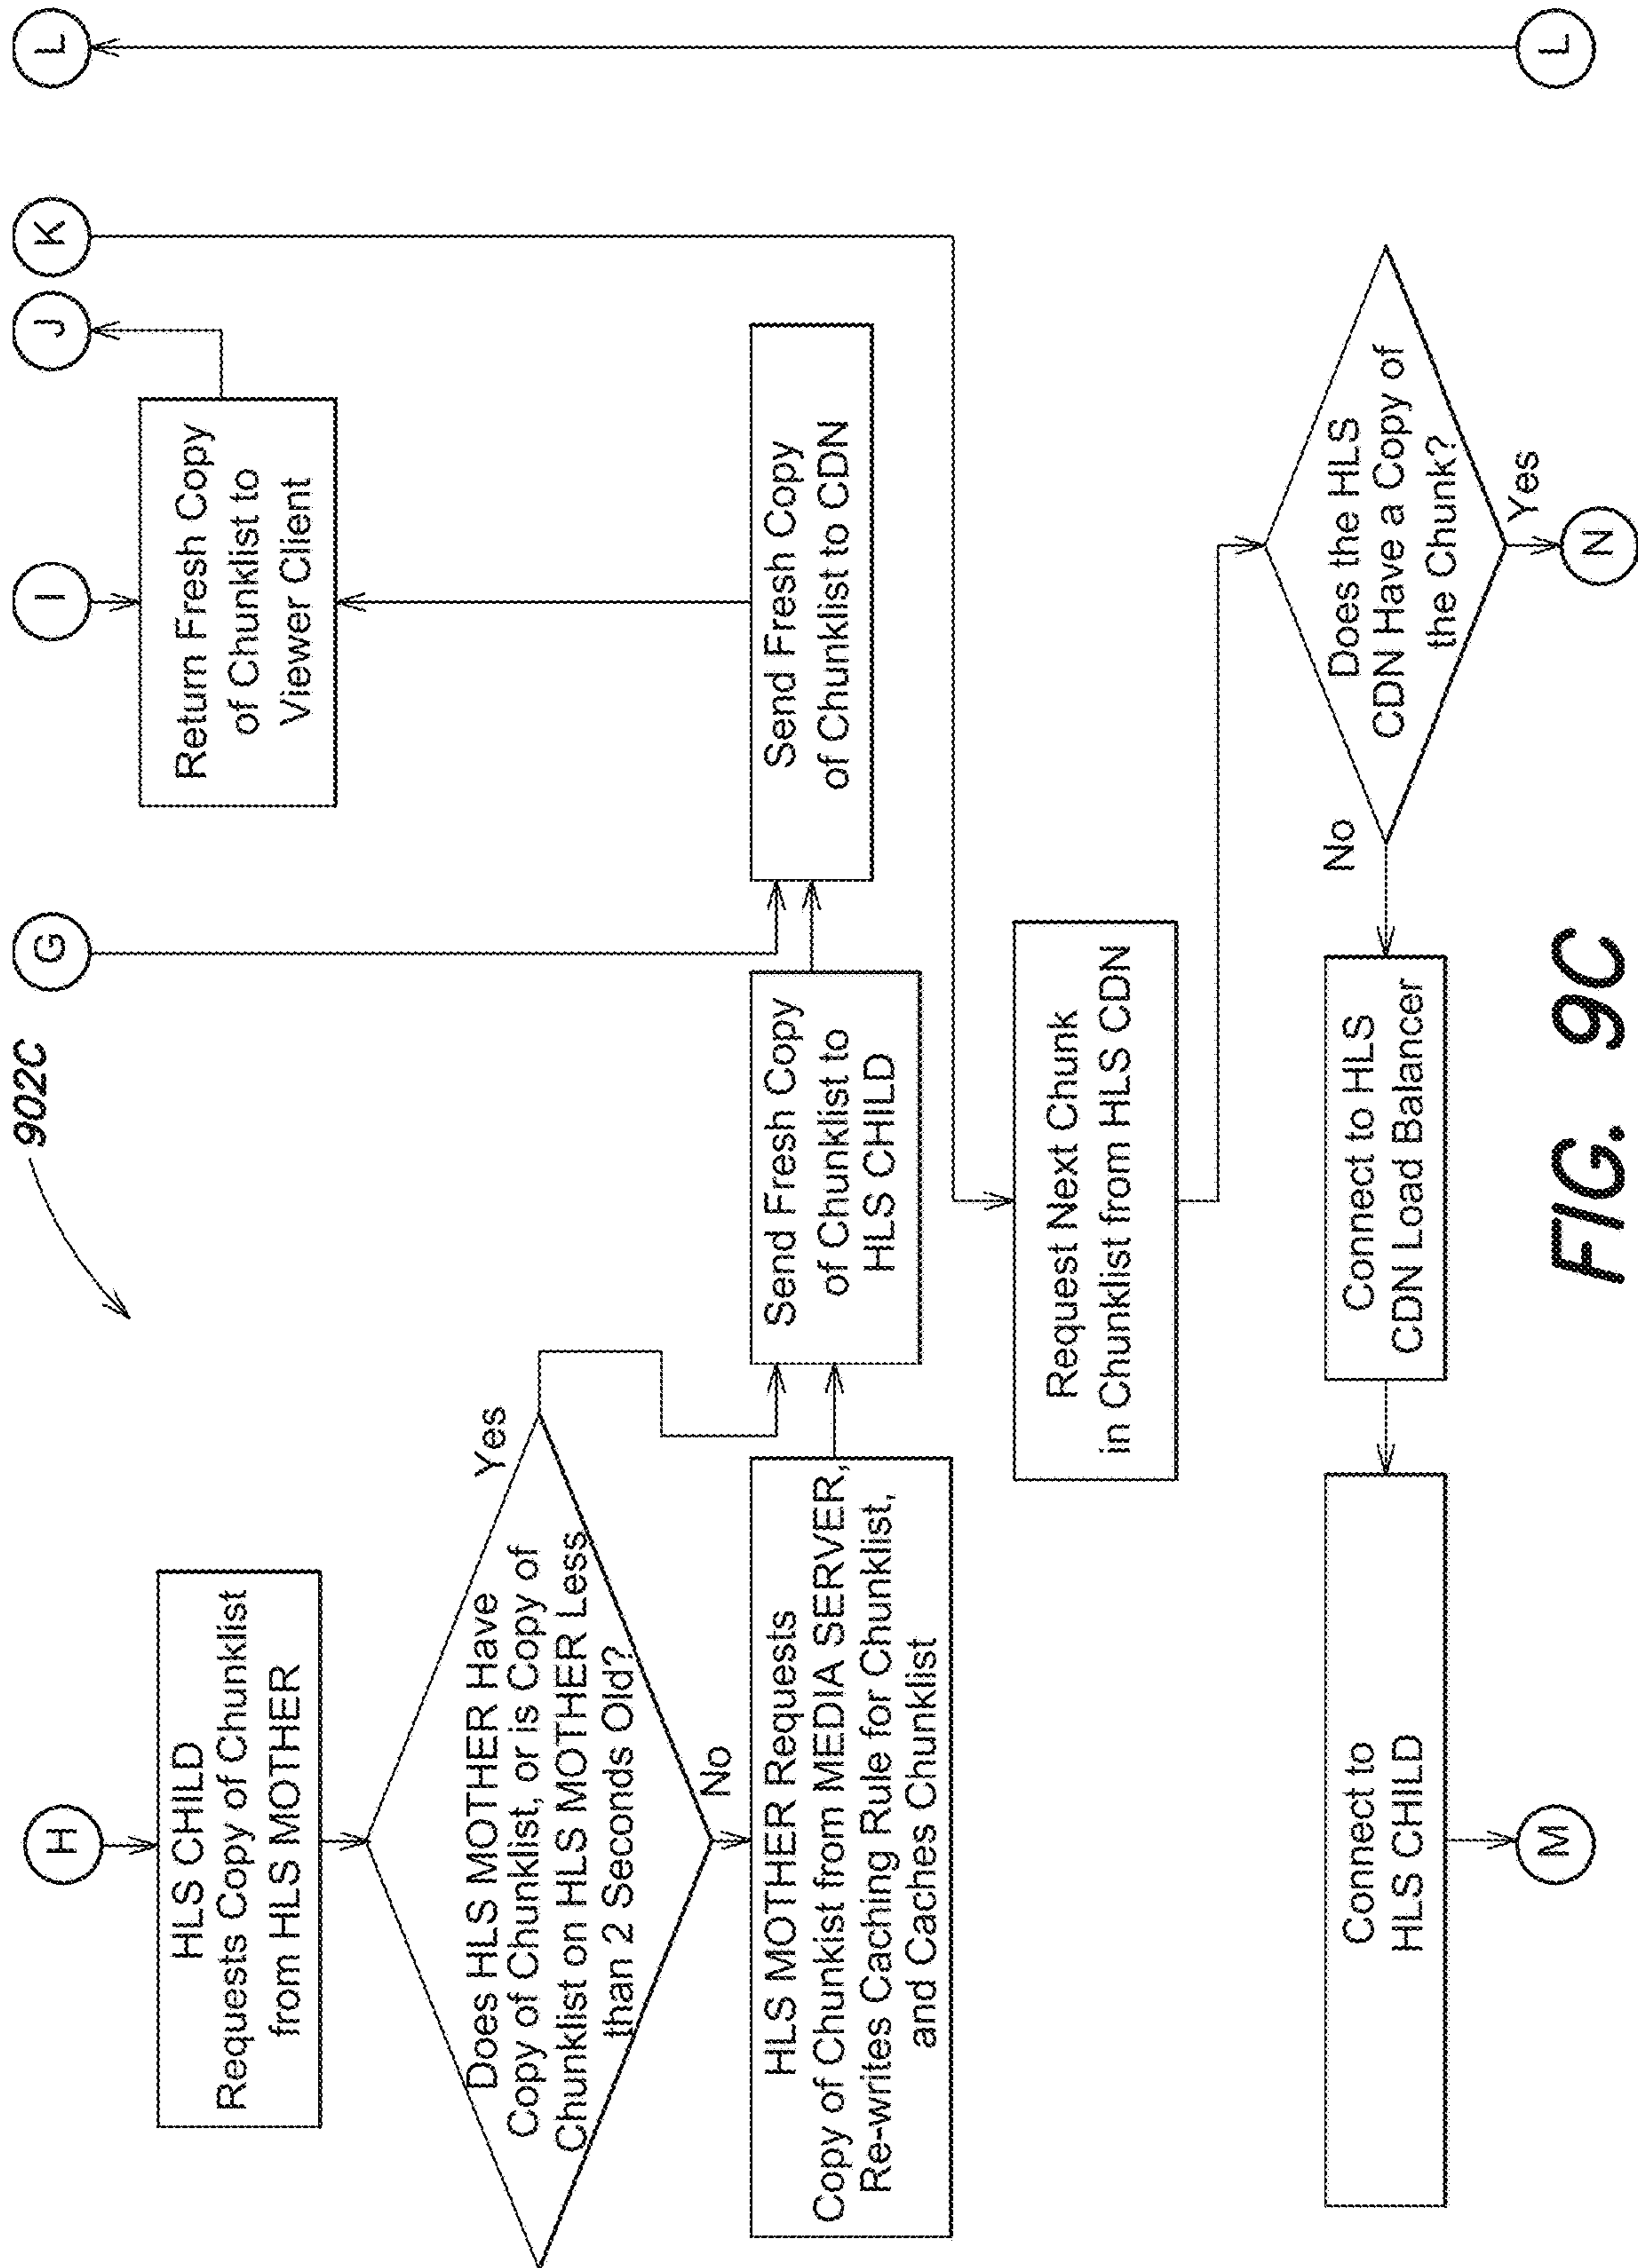 H
902C
G
I
J
K
L
HLS CHILD
Requests Copy of Chunklist
from HLS MOTHER
Return Fresh Copy
of Chunklist to
Viewer Client
Does HLS MOTHER Have
Copy of Chunklist, or is Copy of
Chunklist on HLS MOTHER Less
than 2 Seconds Old?
Yes
No
HLS MOTHER Requests
Copy of Chunkist from MEDIA SERVER,
Re-writes Caching Rule for Chunklist,
and Caches Chunklist
Send Fresh Copy
of Chunklist to
HLS CHILD
Send Fresh Copy
of Chunklist to CDN
Request Next Chunk
in Chunklist from HLS CDN
Does the HLS
CDN Have a Copy of
the Chunk?
No
Yes
Connect to HLS
CDN Load Balancer
Connect to
HLS CHILD
M
N
L
FIG. 9C